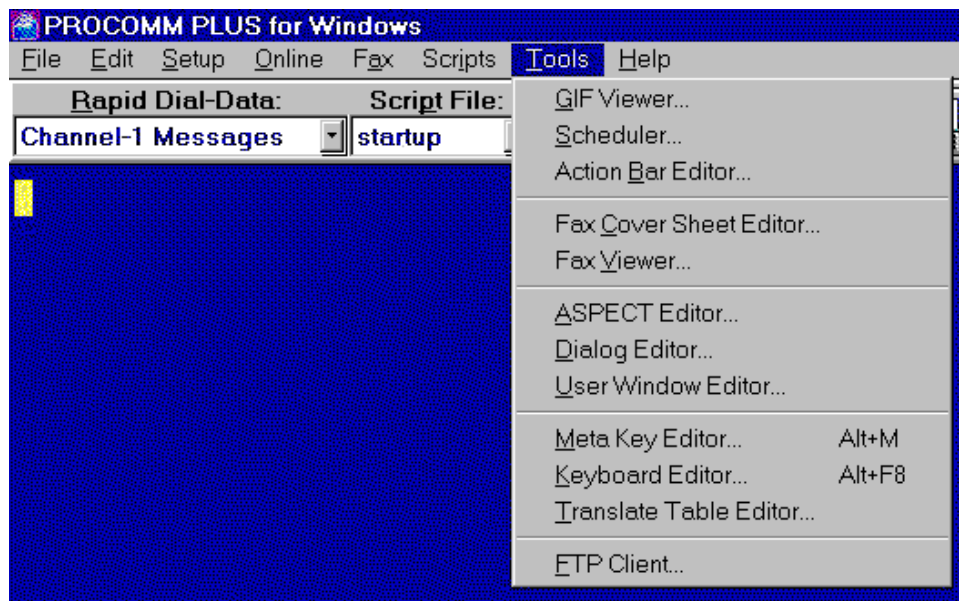 PROCOMM PLUS for Windows
File Edit Setup Online Fax Scripts Tools Help
Rapid Dial-Data: Script File:
Channel-1 Messages startup
GIF Viewer...
Scheduler...
Action Bar Editor...
Fax Cover Sheet Editor...
Fax Viewer...
ASPECT Editor...
Dialog Editor...
User Window Editor...
Meta Key Editor... Alt+M
Keyboard Editor... Alt+F8
Translate Table Editor...
FTP Client...